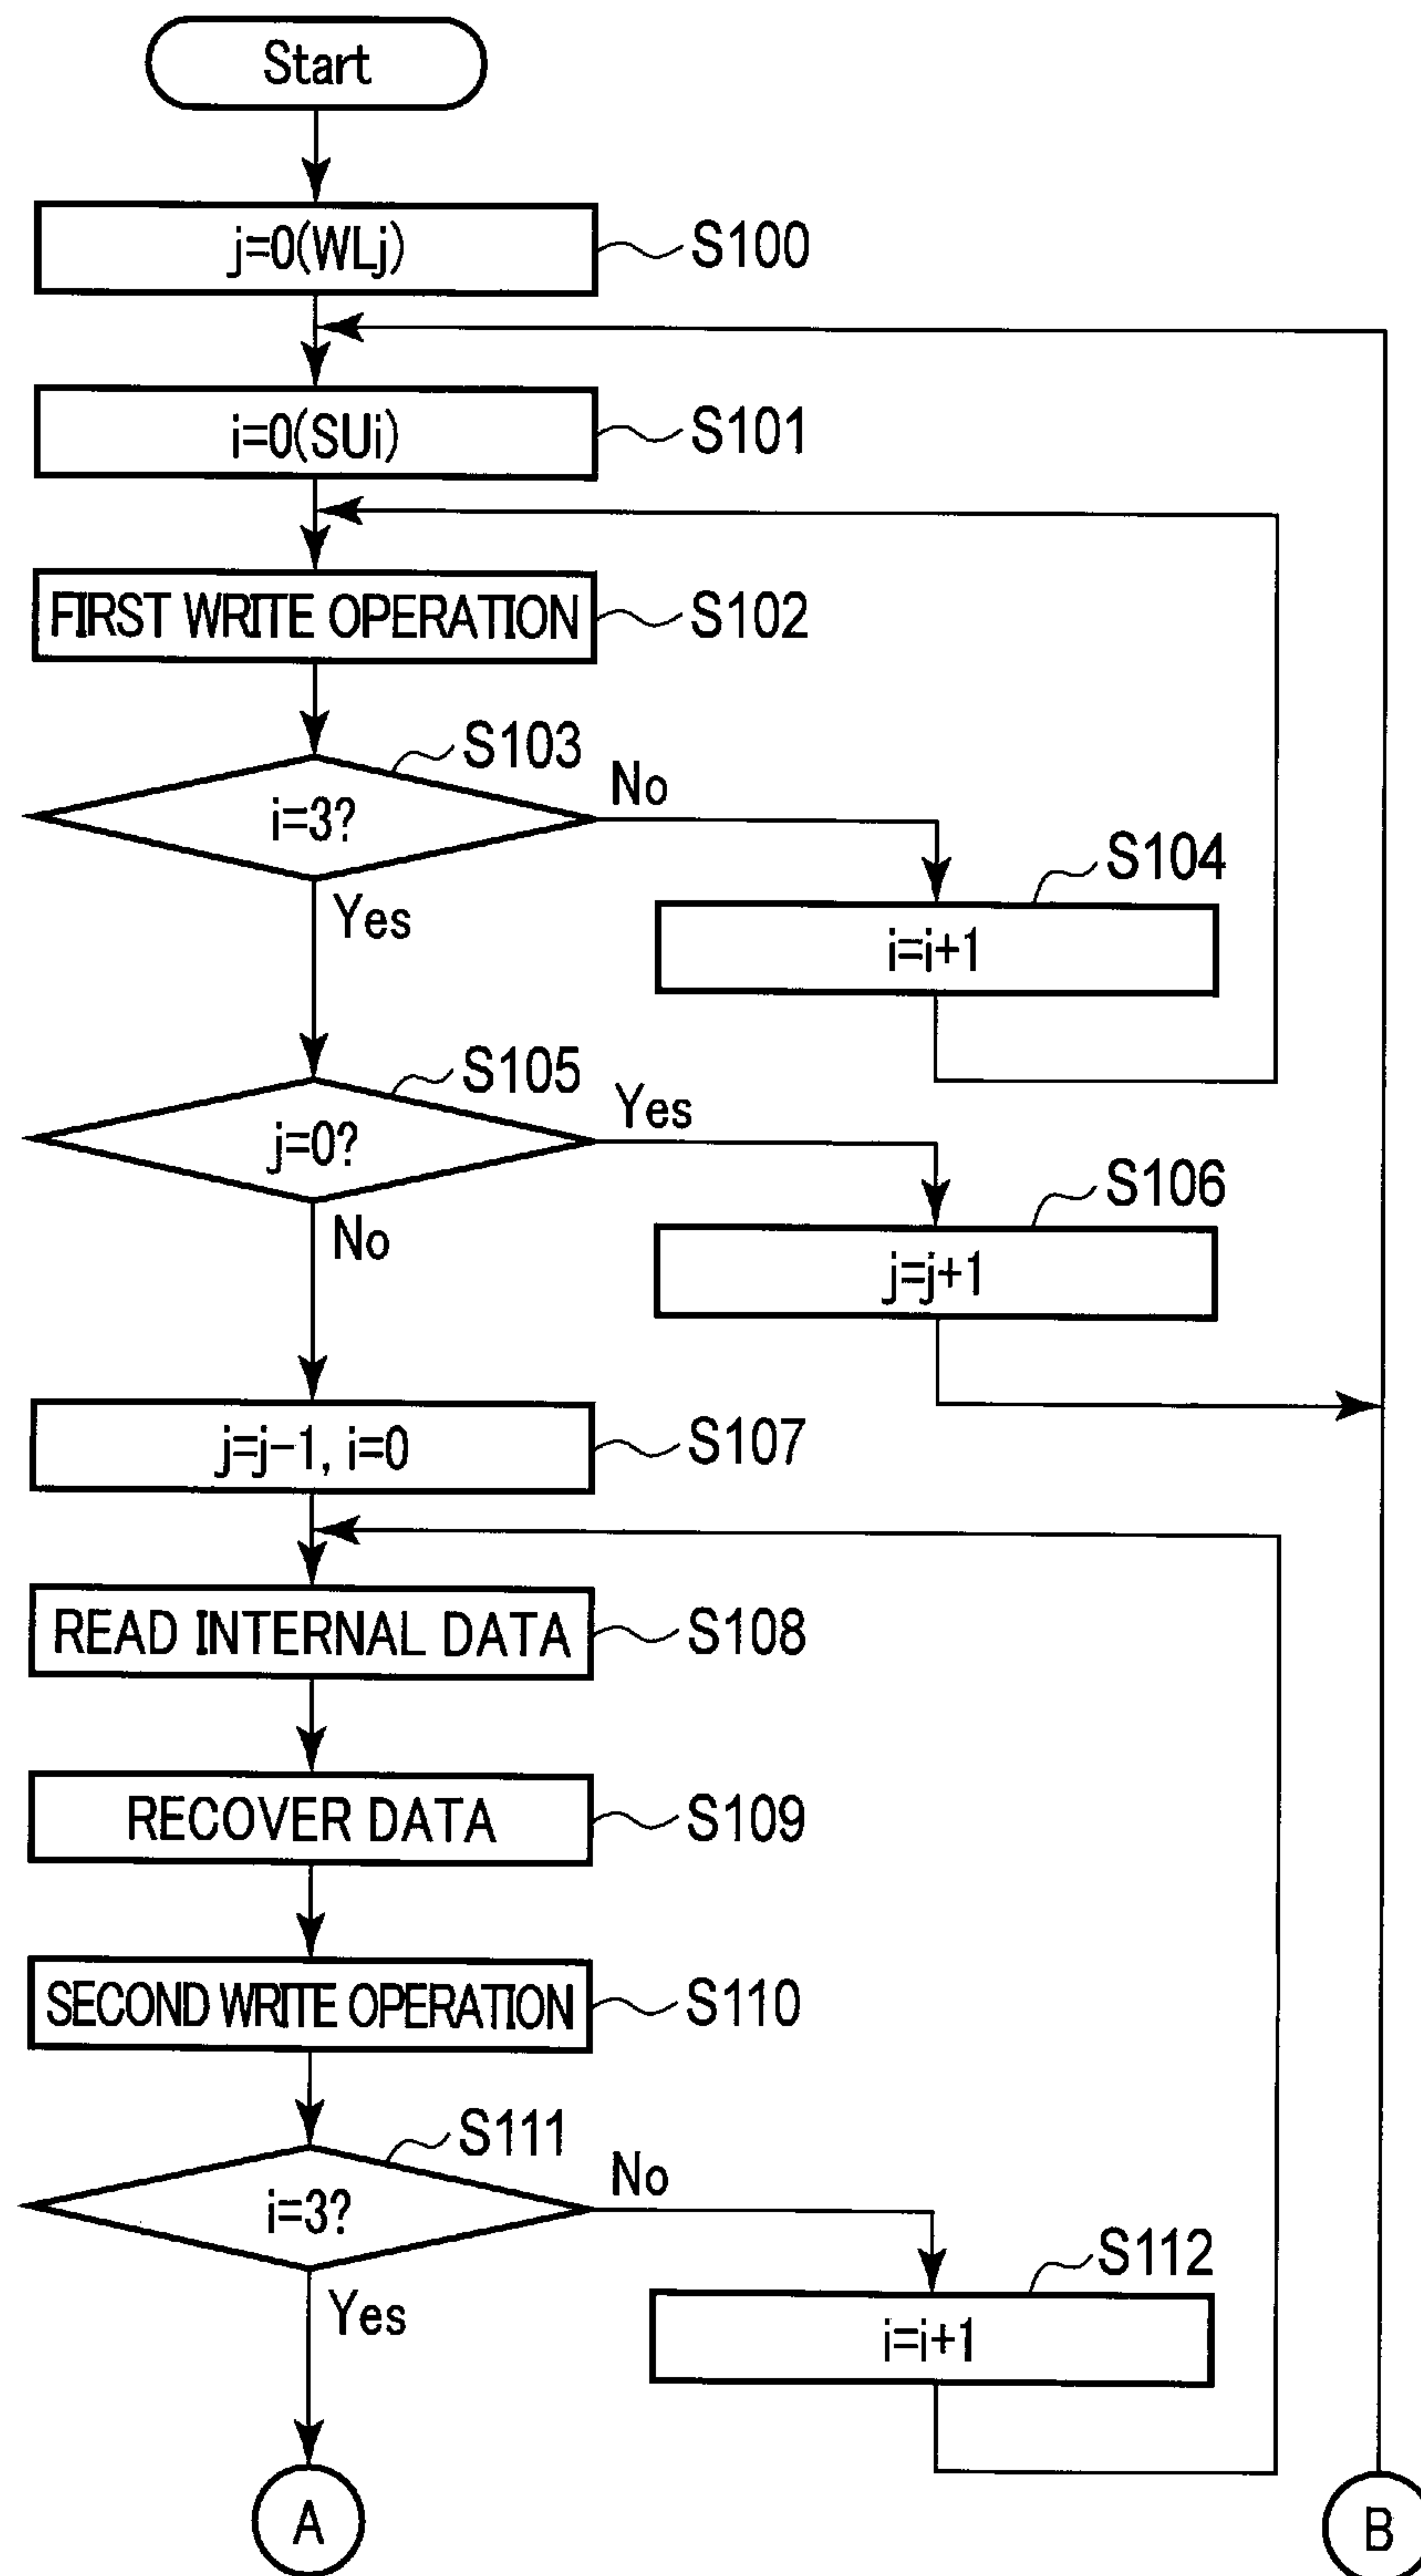 Start
j=0(WLj)
S100
i=0(SUi)
S101
FIRST WRITE OPERATION
S102
S103
i=3?
No
Yes
S104
i=i+1
S105
j=0?
Yes
No
S106
j=j+1
j=j-1, i=0
S107
READ INTERNAL DATA
S108
RECOVER DATA
S109
SECOND WRITE OPERATION
S110
S111
i=3?
No
Yes
S112
i=i+1
A
B